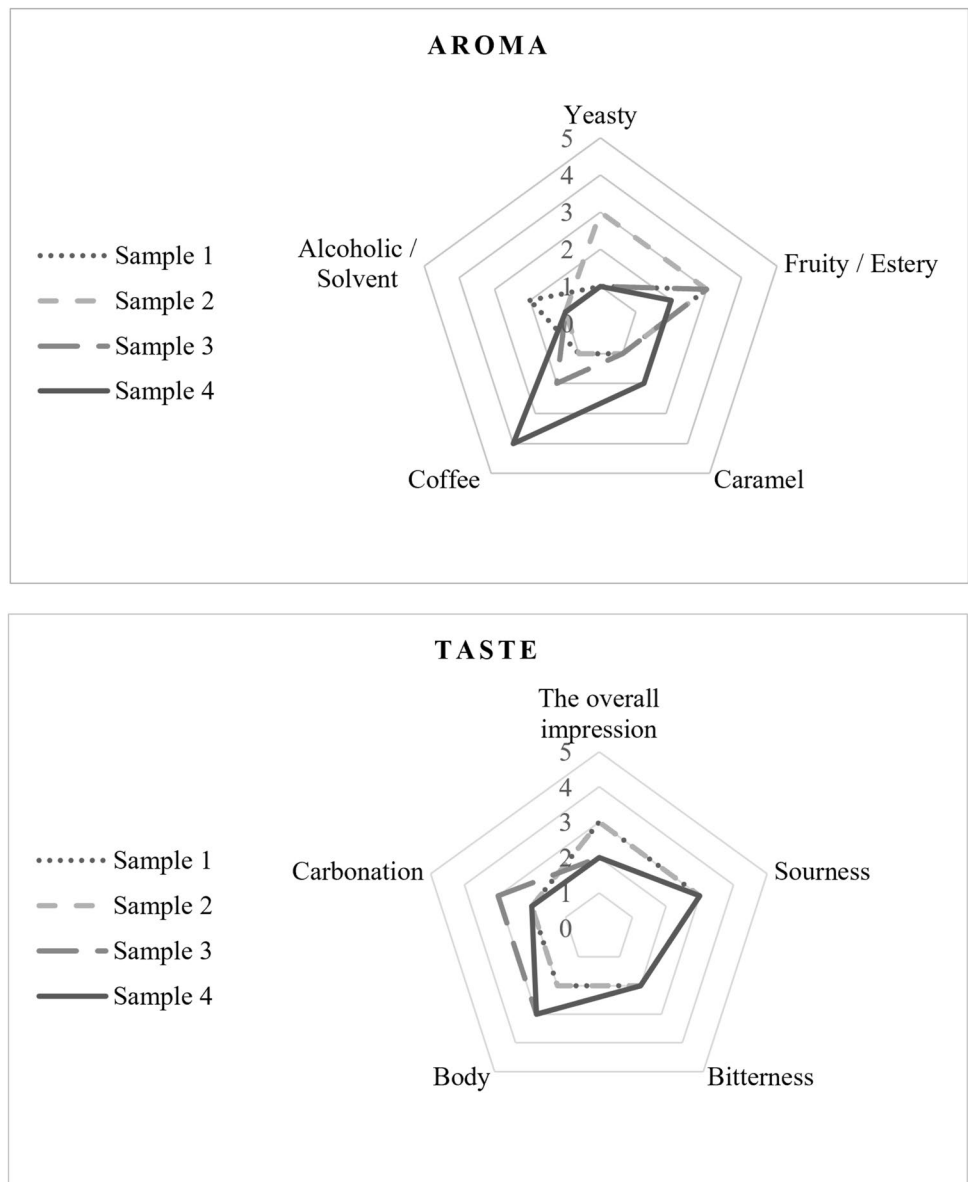 AROMA
Yeasty
5
4
3
2
1
0
Alcoholic /
Solvent
Fruity / Estery
Sample 1
Sample 2
Sample 3
Sample 4
Coffee
Caramel
TASTE
The overall
impression
5
4
3
2
1
0
Carbonation
Sourness
Sample 1
Sample 2
Sample 3
Sample 4
Body
Bitterness